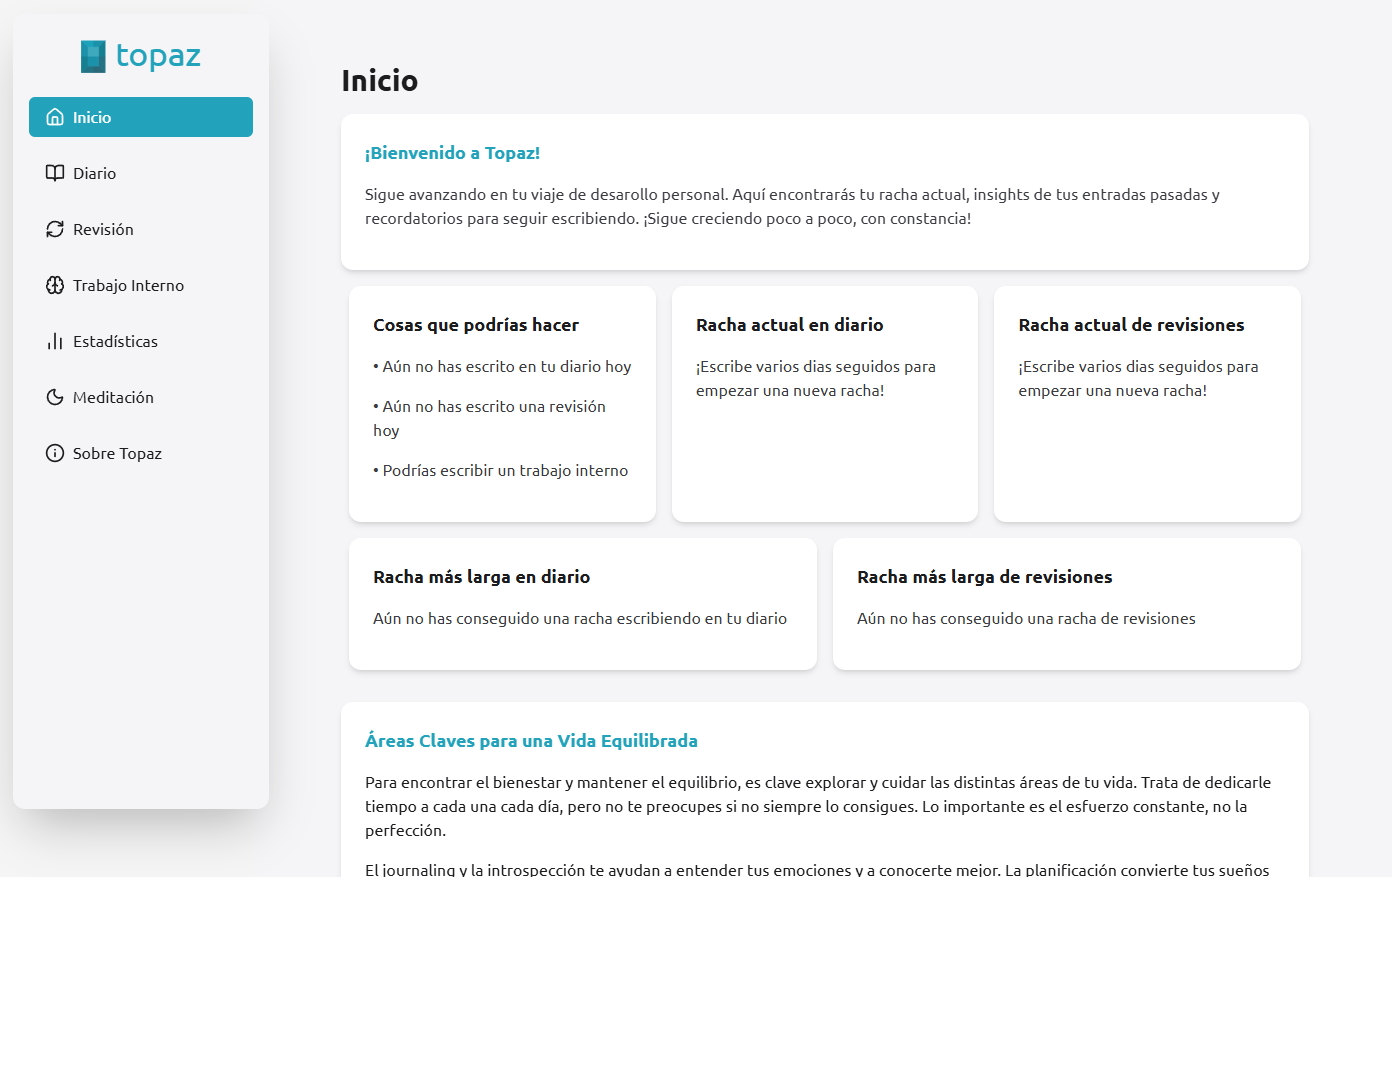 topaz
Inicio
Diario
Revisión
Trabajo Interno
Estadísticas
Meditación
Sobre Topaz
Inicio
¡Bienvenido a Topaz!
Sigue avanzando en tu viaje de desarollo personal. Aquí encontrarás tu racha actual, insights de tus entradas pasadas y
recordatorios para seguir escribiendo. ¡Sigue creciendo poco a poco, con constancia!
Cosas que podrías hacer
• Aún no has escrito en tu diario hoy
• Aún no has escrito una revisión
hoy
• Podrías escribir un trabajo interno
Racha actual en diario
¡Escribe varios dias seguidos para
empezar una nueva racha!
Racha actual de revisiones
¡Escribe varios dias seguidos para
empezar una nueva racha!
Racha más larga en diario
Aún no has conseguido una racha escribiendo en tu diario
Racha más larga de revisiones
Aún no has conseguido una racha de revisiones
Áreas Claves para una Vida Equilibrada
Para encontrar el bienestar y mantener el equilibrio, es clave explorar y cuidar las distintas áreas de tu vida. Trata de dedicarle
tiempo a cada una cada día, pero no te preocupes si no siempre lo consigues. Lo importante es el esfuerzo constante, no la
perfección.
El journaling y la introspección te ayudan a entender tus emociones y a conocerte mejor. La planificación convierte tus sueños